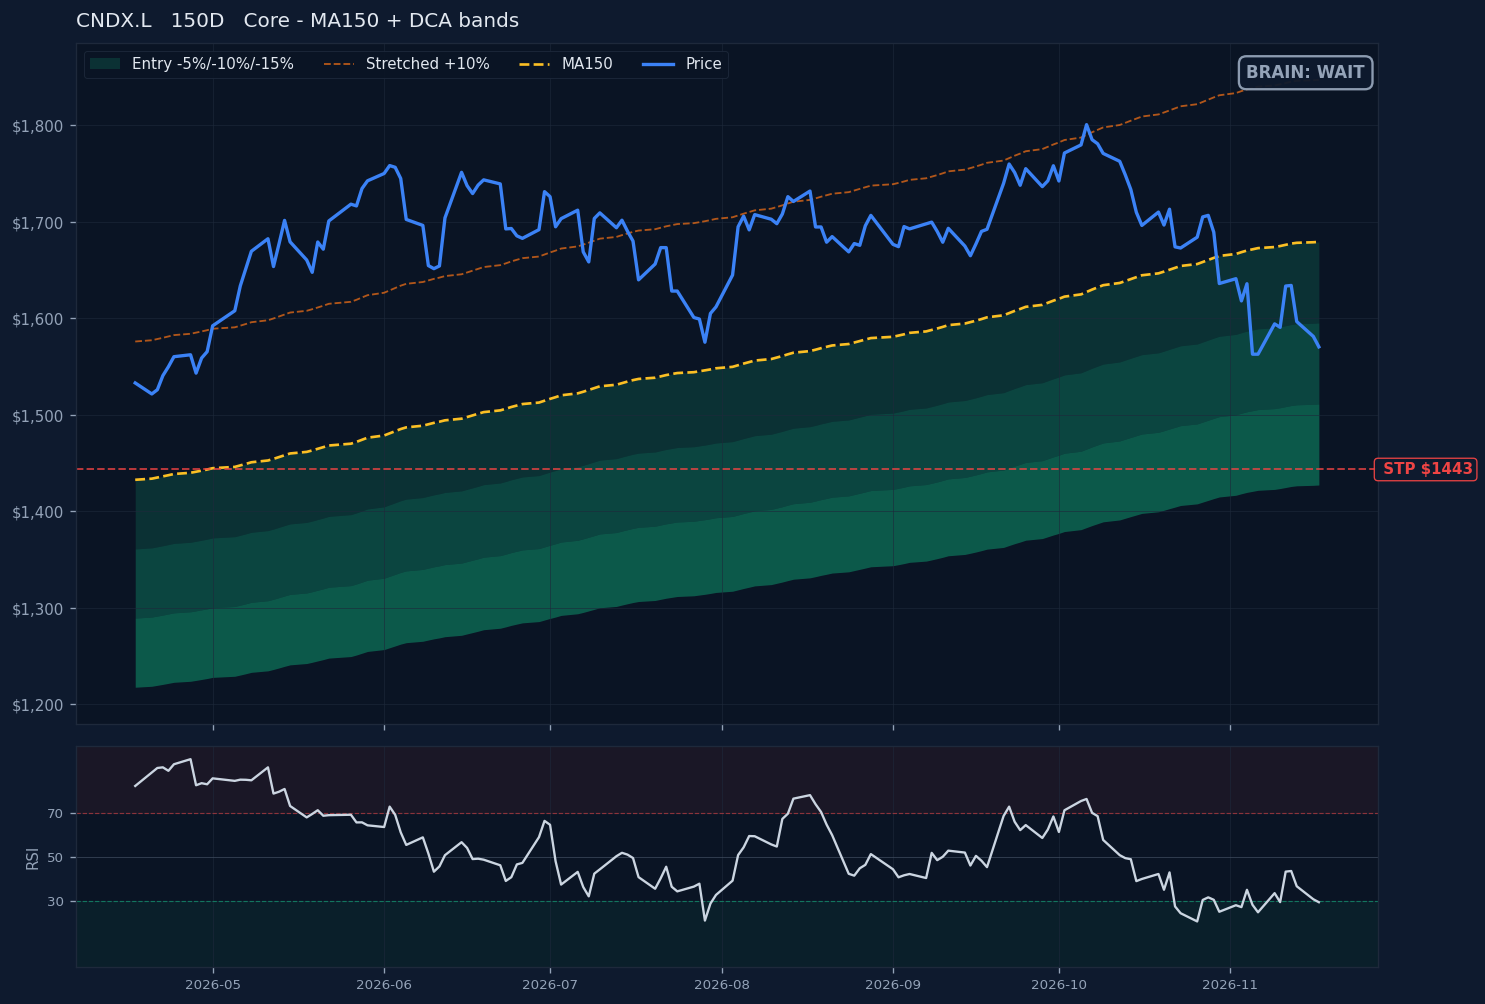 CNDX.L   150D   Core - MA150 + DCA bands
Entry -5%/-10%/-15%
Stretched +10%
MA150
Price
BRAIN: WAIT
$1,800
$1,700
$1,600
$1,500
$1,400
$1,300
$1,200
STP $1443
RSI
70
50
30
2026-05
2026-06
2026-07
2026-08
2026-09
2026-10
2026-11